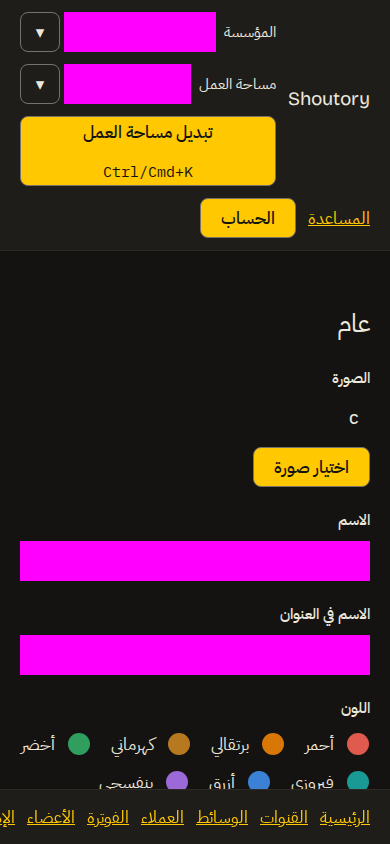 Shoutory
المؤسسة
▼
مساحة العمل
▼
تبديل مساحة العمل
Ctrl/Cmd+K
المساعدة
الحساب
عام
الصورة
C
اختيار صورة
الاسم
الاسم في العنوان
اللون
أحمر برتقالي كهرماني أخضر
فيروزي أزرق بنفسجي
الرئيسية القنوات الوسائط العملاء الفوترة الأعضاء